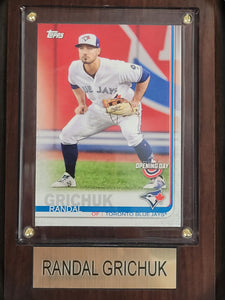 Topps
BLUE JAYS
OPENING DAY
GRICHUK
RANDAL
OF | TORONTO BLUE JAYS
RANDAL GRICHUK